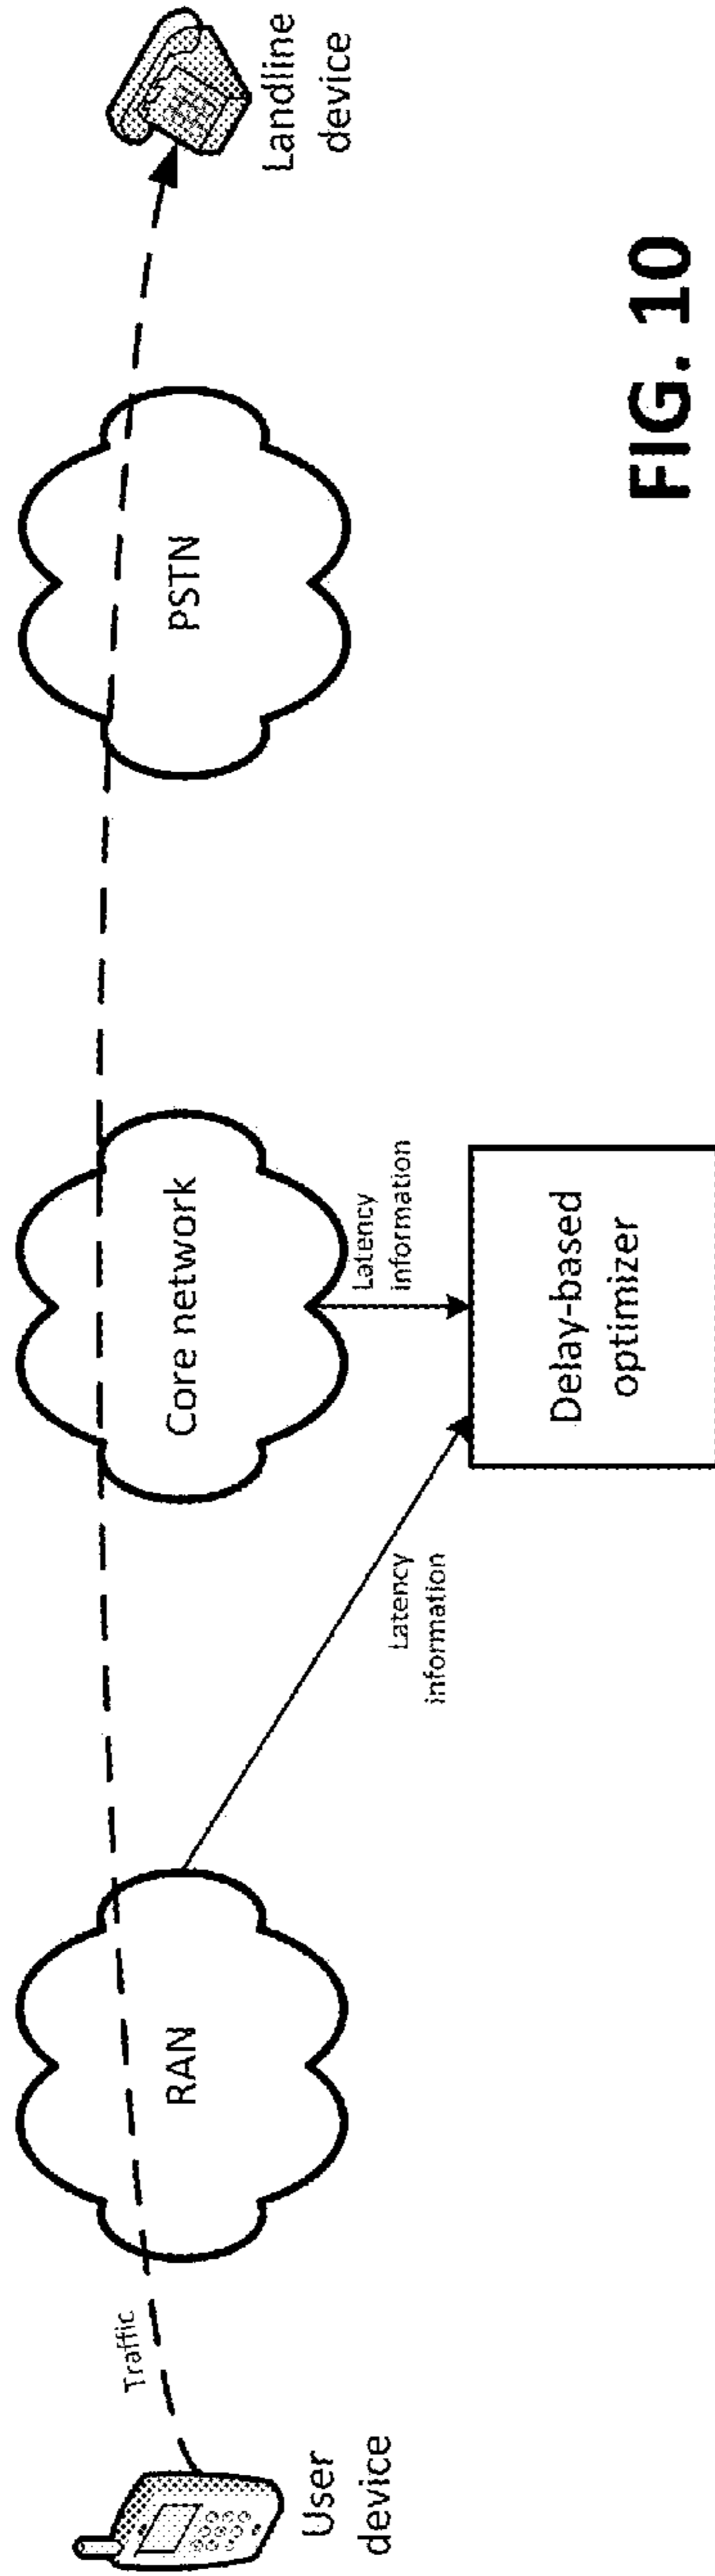 Traffic
User
device
RAN
Latency
information
Core network
Latency
information
Delay-based
optimizer
PSTN
Landline
device
FIG. 10